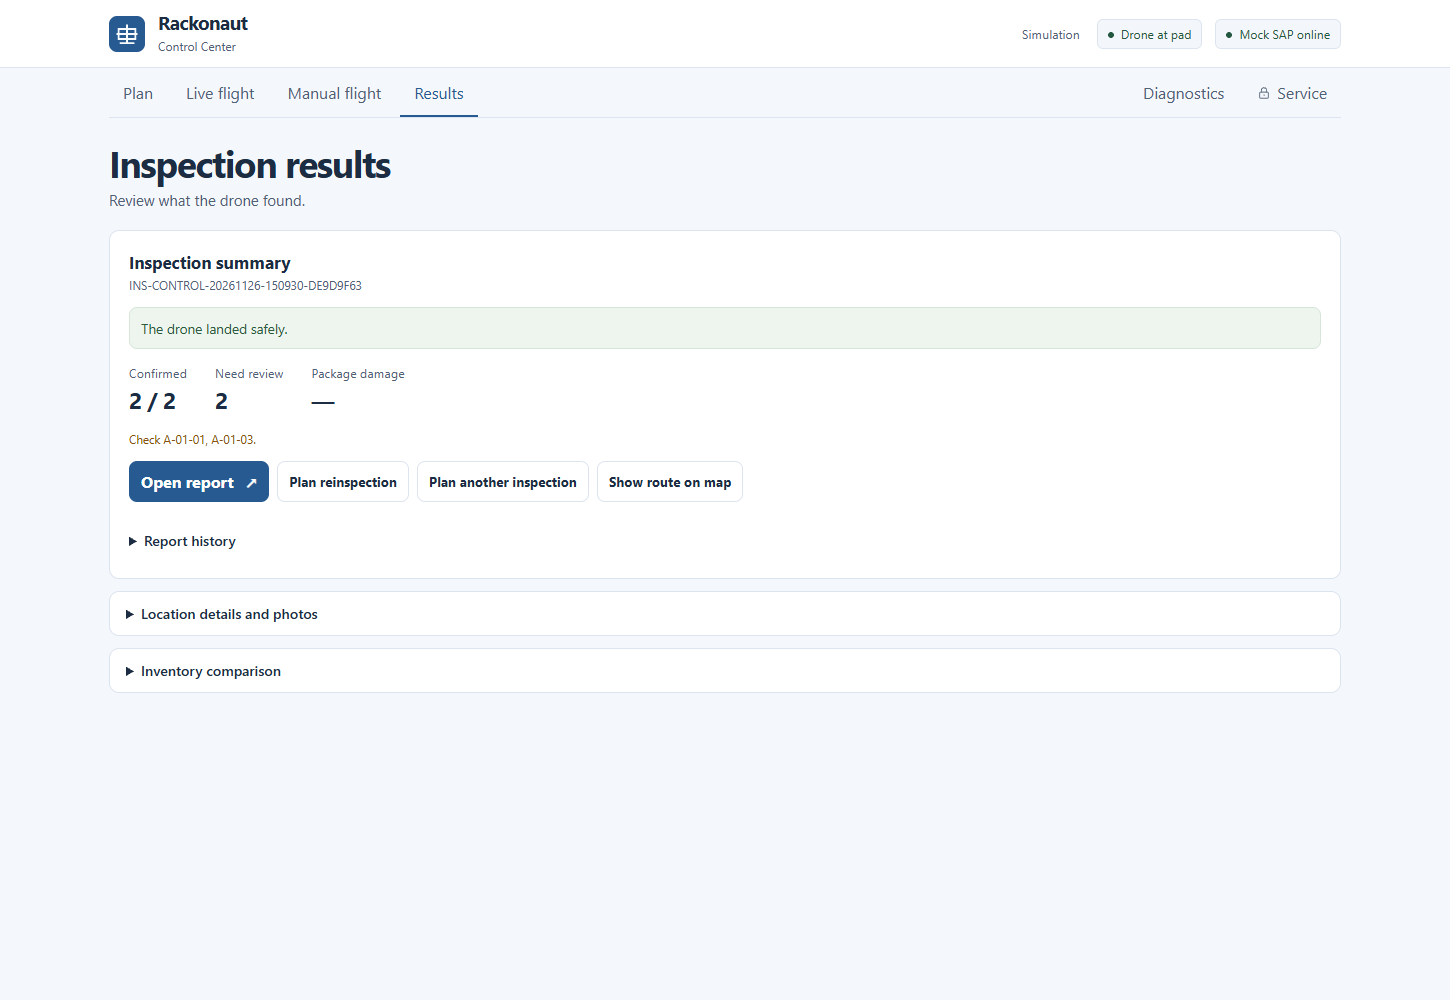 Rackonaut
Control Center
Simulation
Drone at pad
Mock SAP online
Plan
Live flight
Manual flight
Results
Diagnostics
Service
Inspection results
Review what the drone found.
Inspection summary
INS-CONTROL-20261126-150930-DE9D9F63
The drone landed safely.
Confirmed
Need review
Package damage
2 / 2
2
—
Check A-01-01, A-01-03.
Open report ↗
Plan reinspection
Plan another inspection
Show route on map
Report history
Location details and photos
Inventory comparison